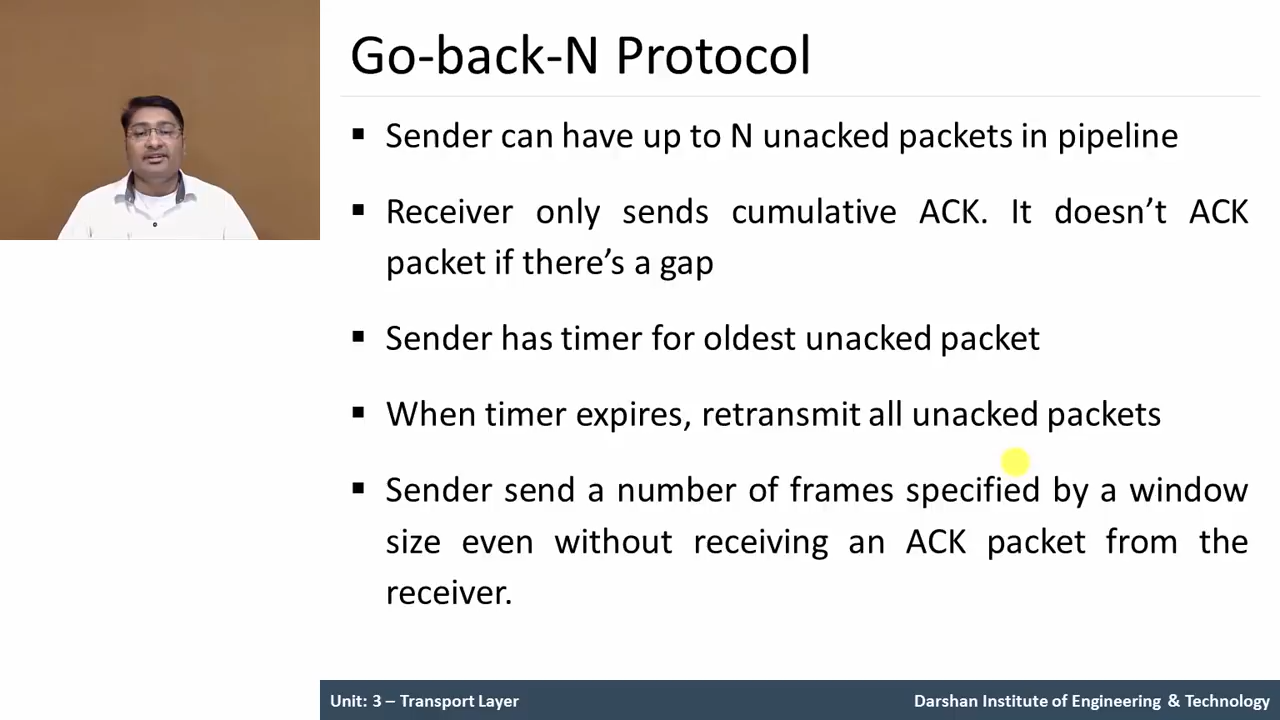 Go-back-N Protocol
▪ Sender can have up to N unacked packets in pipeline
▪ Receiver only sends cumulative ACK. It doesn’t ACK
packet if there’s a gap
▪ Sender has timer for oldest unacked packet
▪ When timer expires, retransmit all unacked packets
▪ Sender send a number of frames specified by a window
size even without receiving an ACK packet from the
receiver.
Unit: 3 – Transport Layer
Darshan Institute of Engineering & Technology